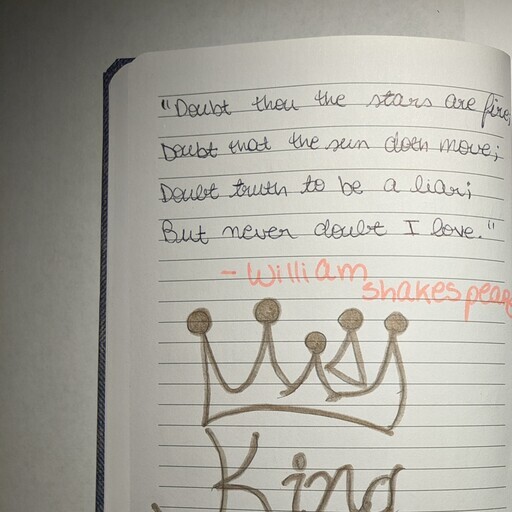 "Doubt thou the stars are fire;
Doubt that the sun doth move;
Doubt truth to be a liar;
But never doubt I love."
- William
Shakespeare
King